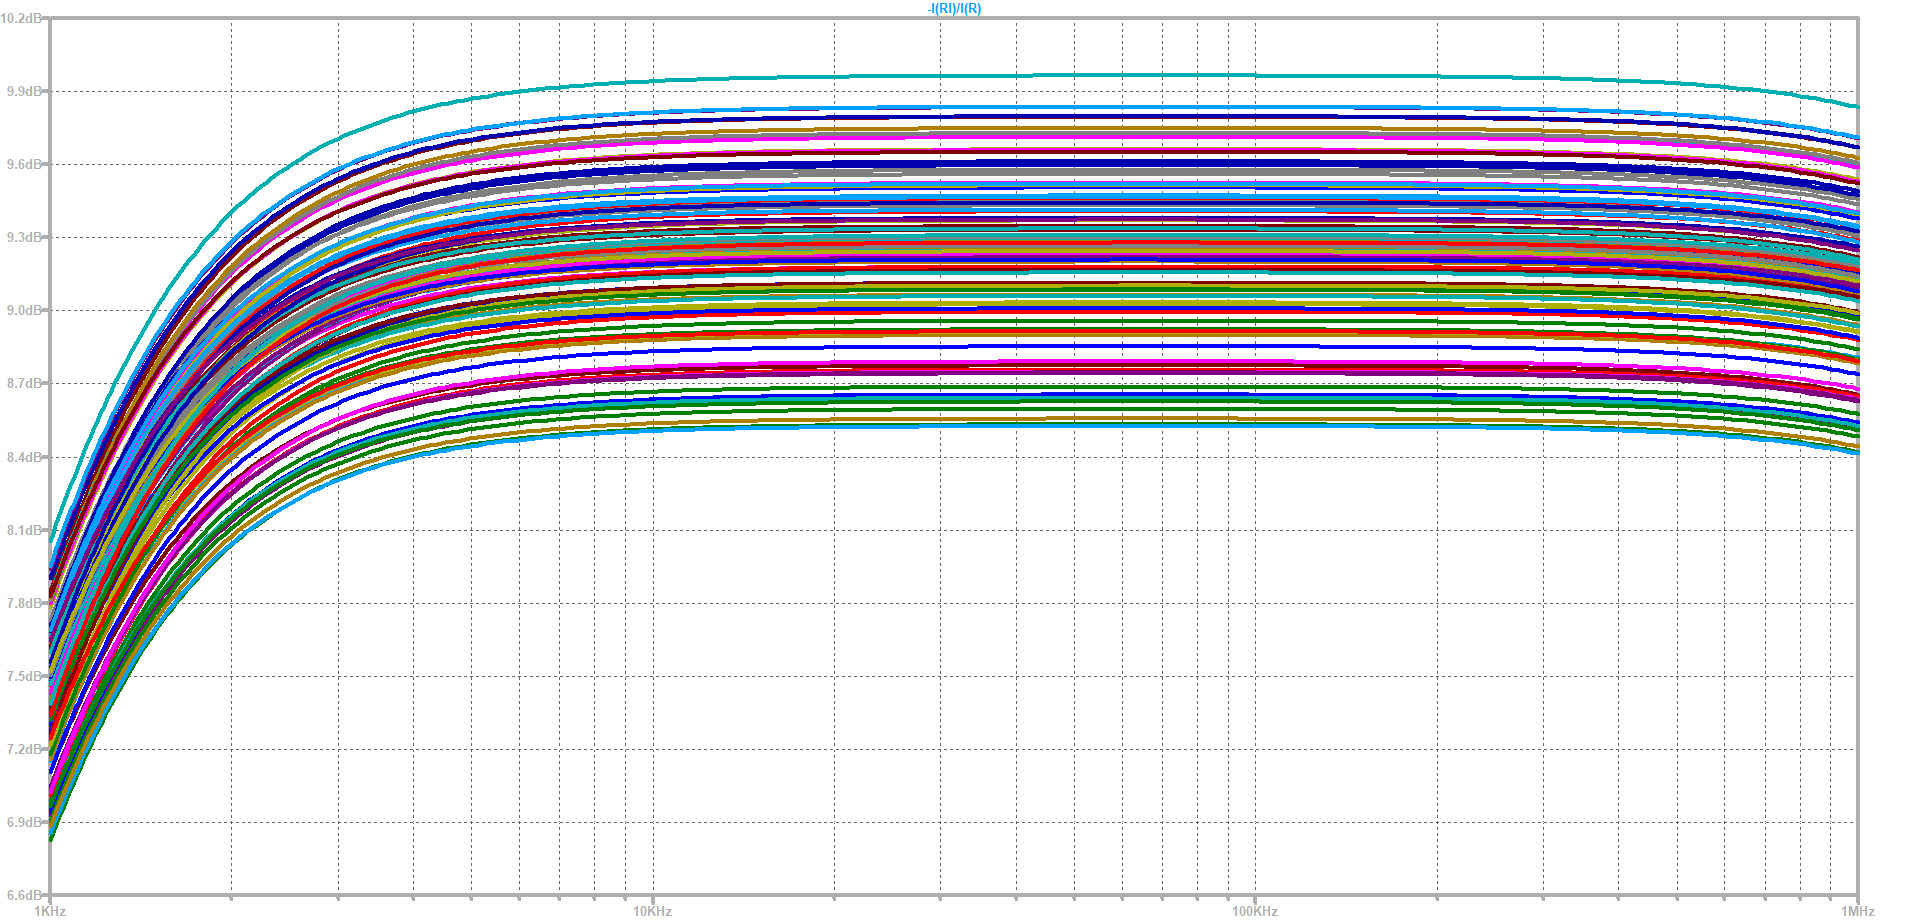 -I(RI)/I(R)
10.2dB
9.9dB
9.6dB
9.3dB
9.0dB
8.7dB
8.4dB
8.1dB
7.8dB
7.5dB
7.2dB
6.9dB
6.6dB
1KHz 10KHz 100KHz 1MHz